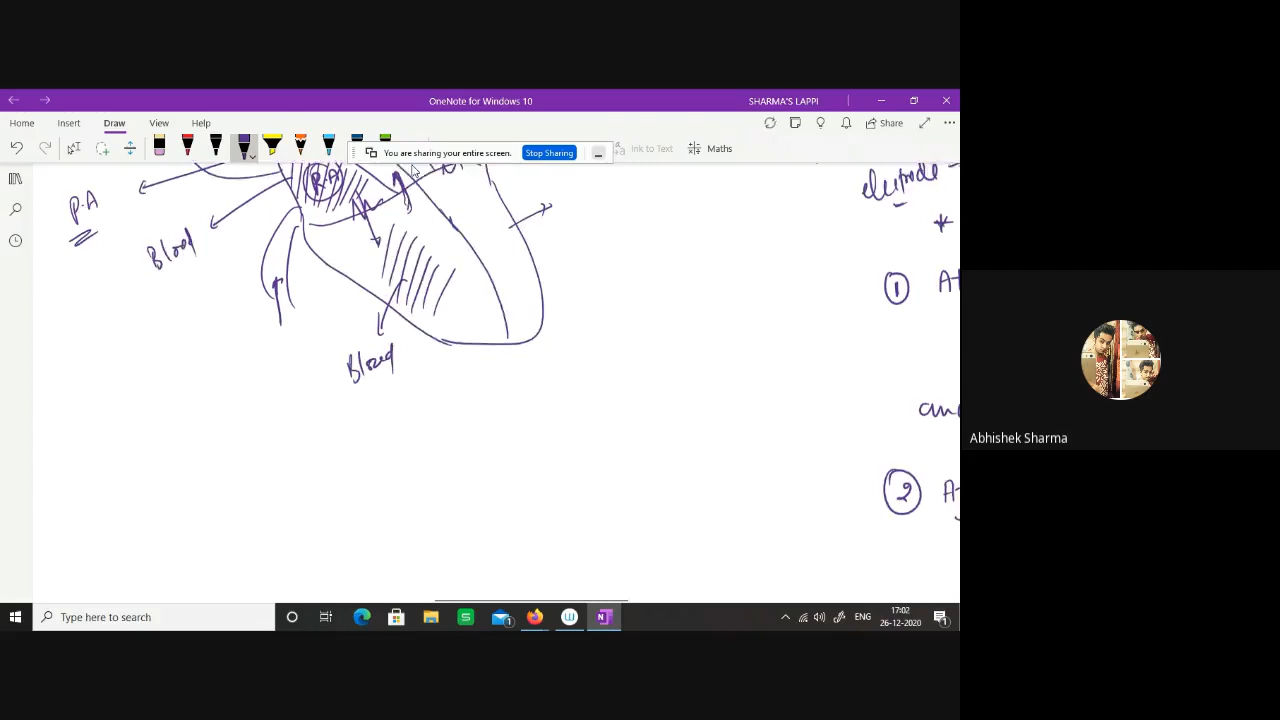 OneNote for Windows 10
SHARMA'S LAPPI
Home Insert Draw View Help
Share
You are sharing your entire screen. Stop Sharing
Ink to Text
Maths
R.A
P.A
Blood
Blood
electrode
*
1 At
and
2 A
Abhishek Sharma
Type here to search
ENG
17:02
26-12-2020